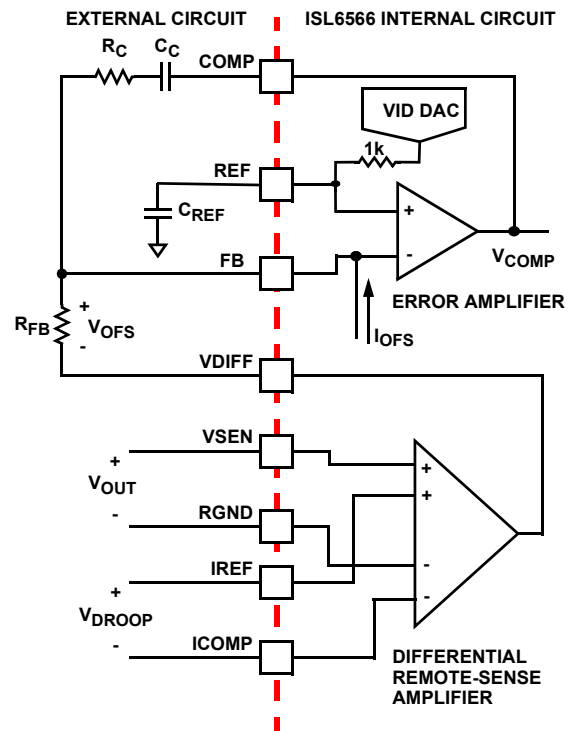 EXTERNAL CIRCUIT
ISL6566 INTERNAL CIRCUIT
RC
CC
COMP
VID DAC
1k
REF
CREF
+
-
FB
VCOMP
ERROR AMPLIFIER
IOFS
RFB
+
VOFS
-
VDIFF
VSEN
+
VOUT
-
+
+
RGND
IREF
-
-
+
VDROOP
-
ICOMP
DIFFERENTIAL
REMOTE-SENSE
AMPLIFIER